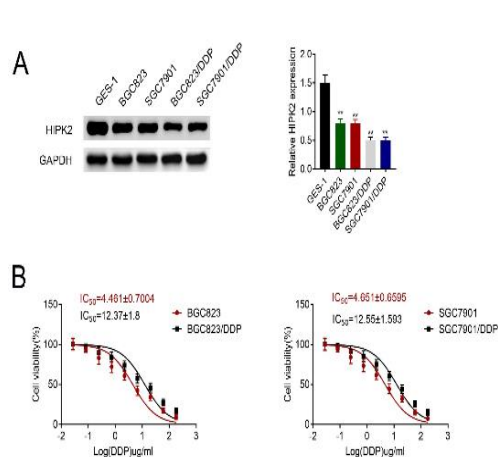 A
GES-1
BGC823
SGC7901
BGC823/DDP
SGC7901/DDP
HIPK2
GAPDH
Relative HIPK2 expression
2.0
1.5
1.0
0.5
0.0
**
##
##
**
GES-1
BGC823
SGC7901
BGC823/DDP
SGC7901/DDP
B
IC50=4.461±0.7004
IC50=12.37±1.8
BGC823
BGC823/DDP
Cell viability(%)
150
100
50
0
-2 -1 0 1 2 3
Log(DDP)ug/ml
IC50=4.651±0.6595
IC50=12.55±1.593
SGC7901
SGC7901/DDP
Cell viability(%)
150
100
50
0
-2 -1 0 1 2 3
Log(DDP)ug/ml